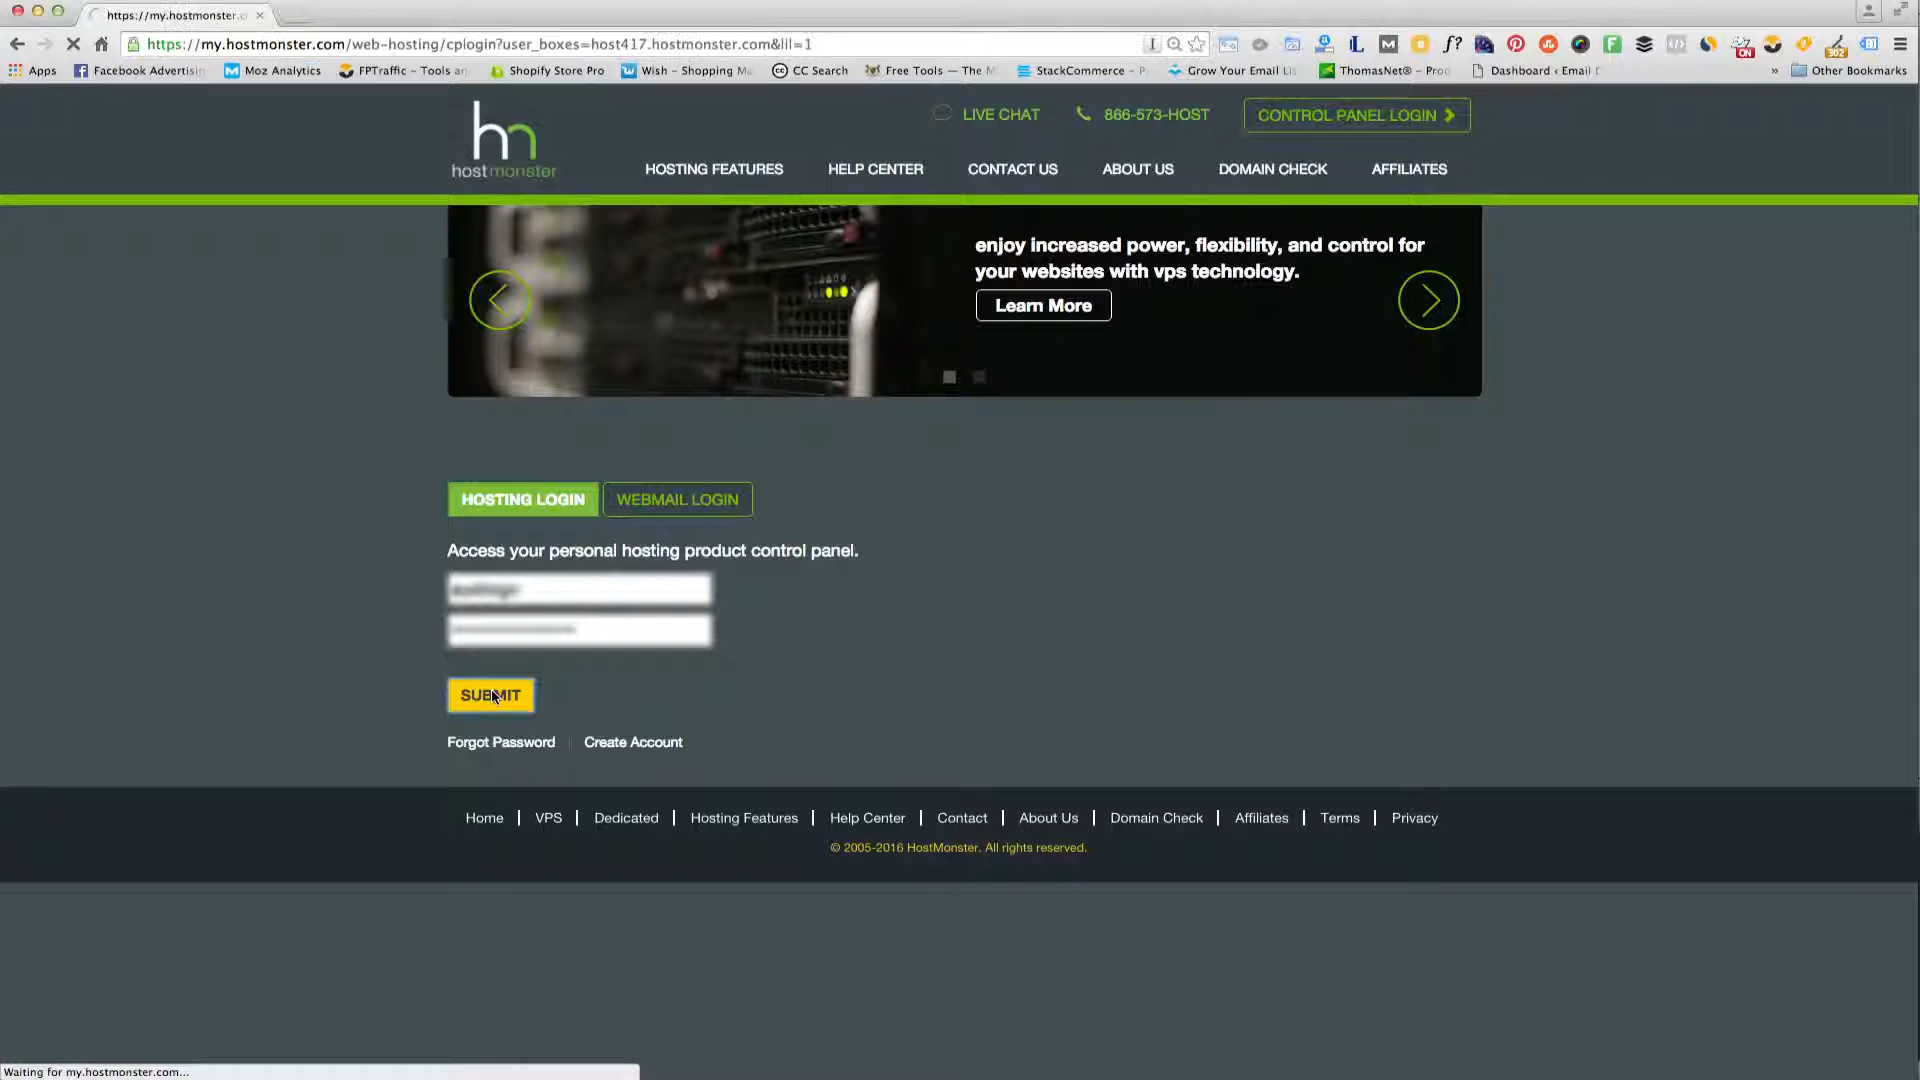 https://my.hostmonster.c
https://my.hostmonster.com/web-hosting/cplogin?user_boxes=host417.hostmonster.com&lil=1
Apps
Facebook Advertisin
Moz Analytics
FPTraffic - Tools an
Shopify Store Pro
Wish - Shopping Ma
CC Search
Free Tools — The M
StackCommerce - P
Grow Your Email Li
ThomasNet® - Prod
Dashboard ‹ Email
» Other Bookmarks
ON
302
hn
hostmonster
LIVE CHAT
866-573-HOST
CONTROL PANEL LOGIN
HOSTING FEATURES
HELP CENTER
CONTACT US
ABOUT US
DOMAIN CHECK
AFFILIATES
enjoy increased power, flexibility, and control for
your websites with vps technology.
Learn More
HOSTING LOGIN
WEBMAIL LOGIN
Access your personal hosting product control panel.
SUBMIT
Forgot Password | Create Account
Home | VPS | Dedicated | Hosting Features | Help Center | Contact | About Us | Domain Check | Affiliates | Terms | Privacy
© 2005-2016 HostMonster. All rights reserved.
Waiting for my.hostmonster.com...